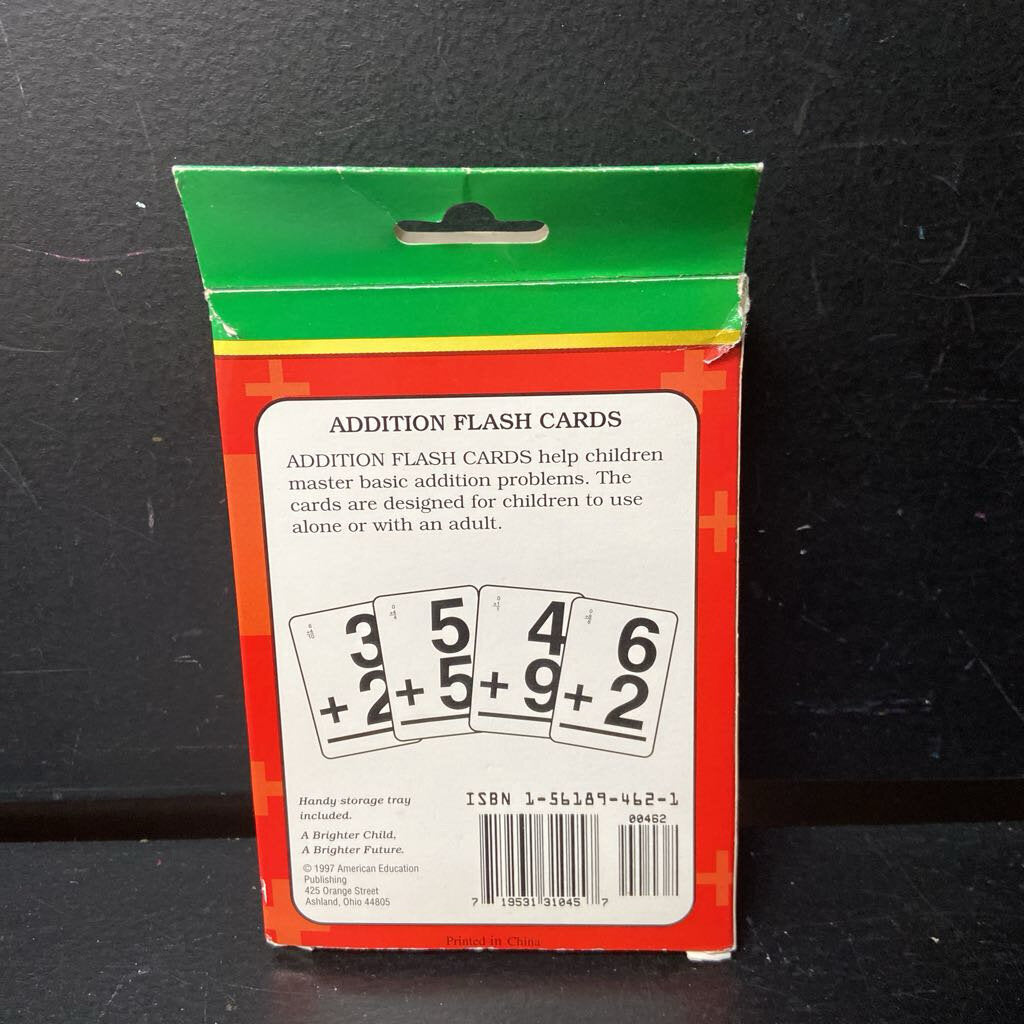 ADDITION FLASH CARDS
ADDITION FLASH CARDS help children
master basic addition problems. The
cards are designed for children to use
alone or with an adult.
3
+ 2
5
+ 5
4
+ 9
6
+ 2
Handy storage tray
included.
A Brighter Child,
A Brighter Future.
© 1997 American Education
Publishing
425 Orange Street
Ashland, Ohio 44805
ISBN 1-56189-462-1
00462
7 19531 31045 7
Printed in China